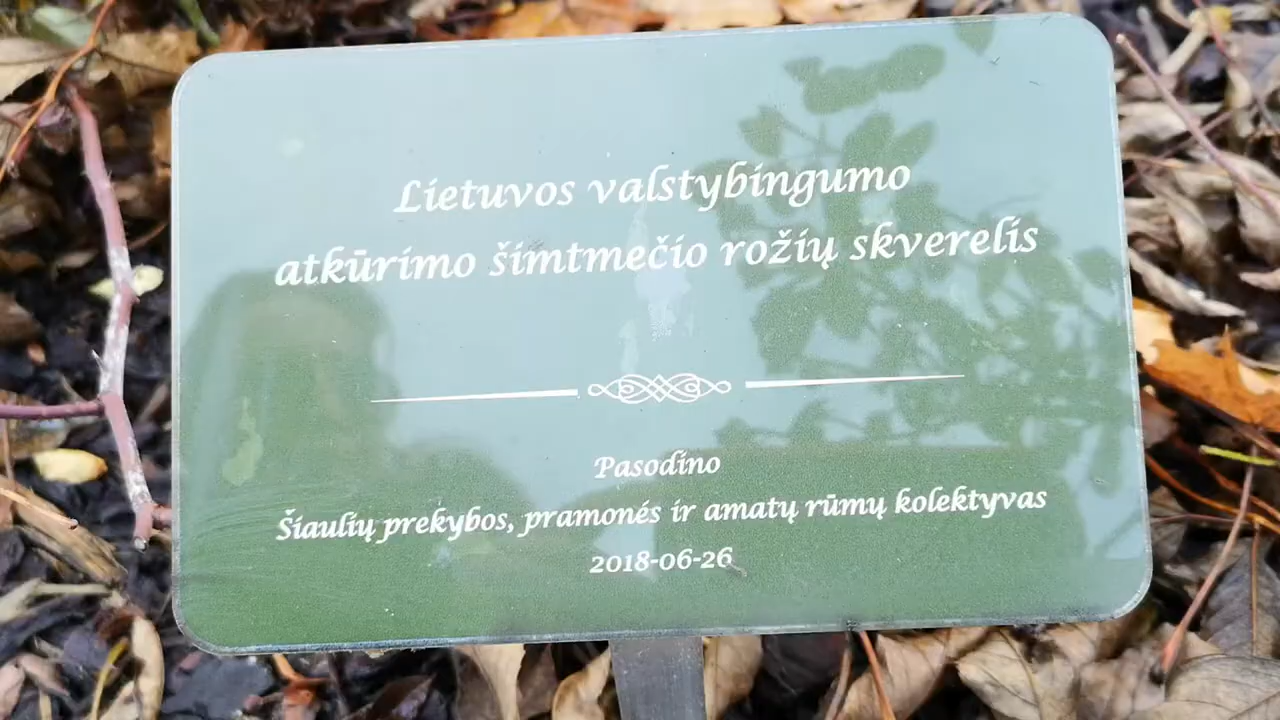 Lietuvos valstybingumo
atkūrimo šimtmečio rožių skverelis
Pasodino
Šiaulių prekybos, pramonės ir amatų rūmų kolektyvas
2018-06-26